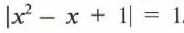 |x² − x + 1| = 1.